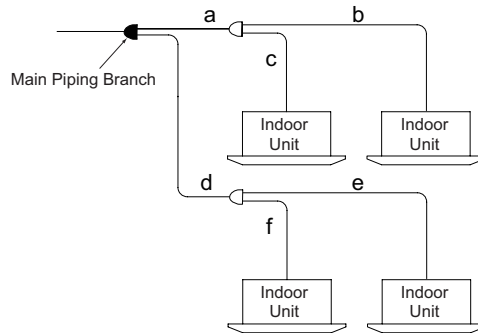 a
b
c
Main Piping Branch
Indoor
Unit
Indoor
Unit
d
e
f
Indoor
Unit
Indoor
Unit